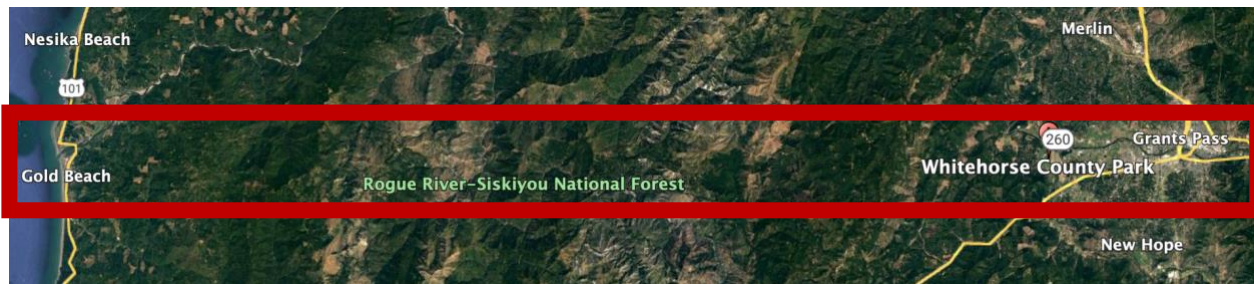 Nesika Beach
Merlin
101
260
Grants Pass
Whitehorse County Park
Gold Beach
Rogue River-Siskiyou National Forest
New Hope